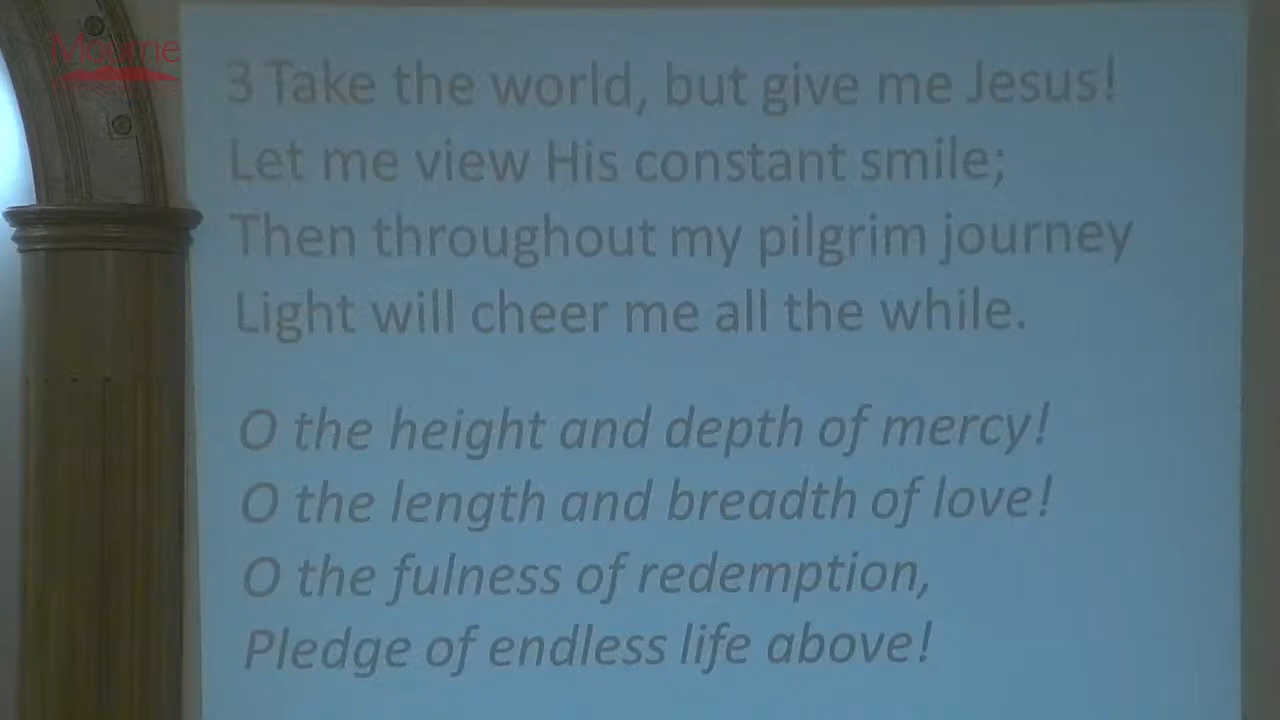 Mourne
3 Take the world, but give me Jesus!
Let me view His constant smile;
Then throughout my pilgrim journey
Light will cheer me all the while.
O the height and depth of mercy!
O the length and breadth of love!
O the fulness of redemption,
Pledge of endless life above!